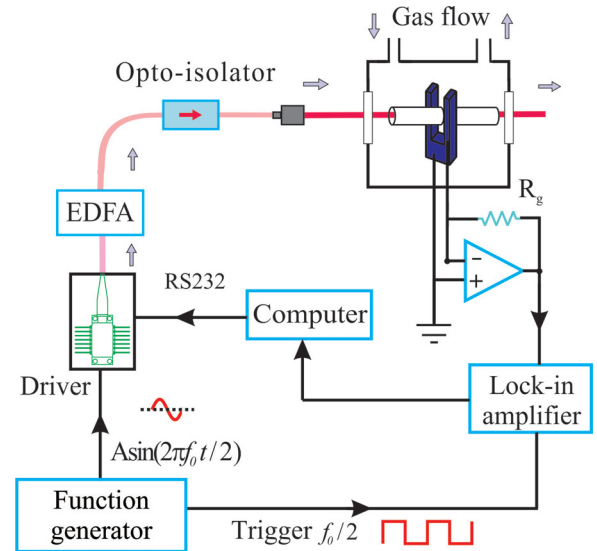 Gas flow
Opto-isolator
EDFA
R_g
-
+
RS232
Computer
Driver
Lock-in
amplifier
Asin(2πf₀t/2)
Function
generator
Trigger f₀/2